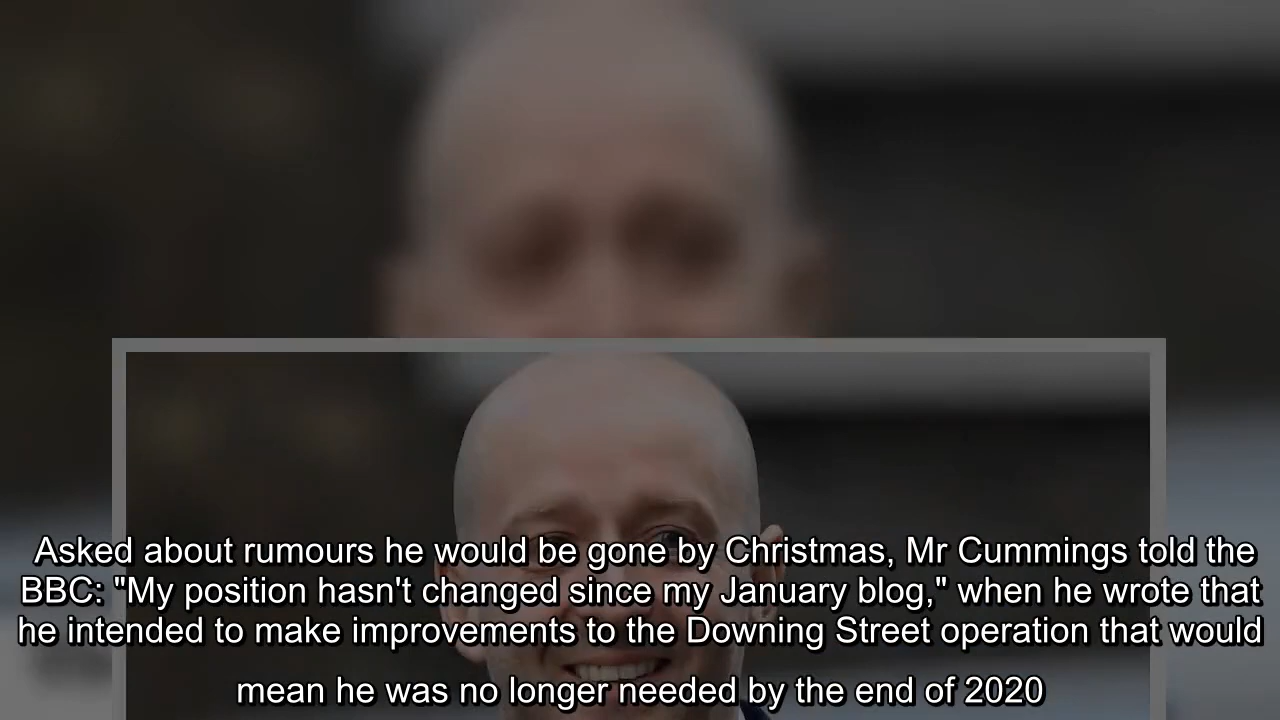 Asked about rumours he would be gone by Christmas, Mr Cummings told the
BBC: "My position hasn't changed since my January blog," when he wrote that
he intended to make improvements to the Downing Street operation that would
mean he was no longer needed by the end of 2020